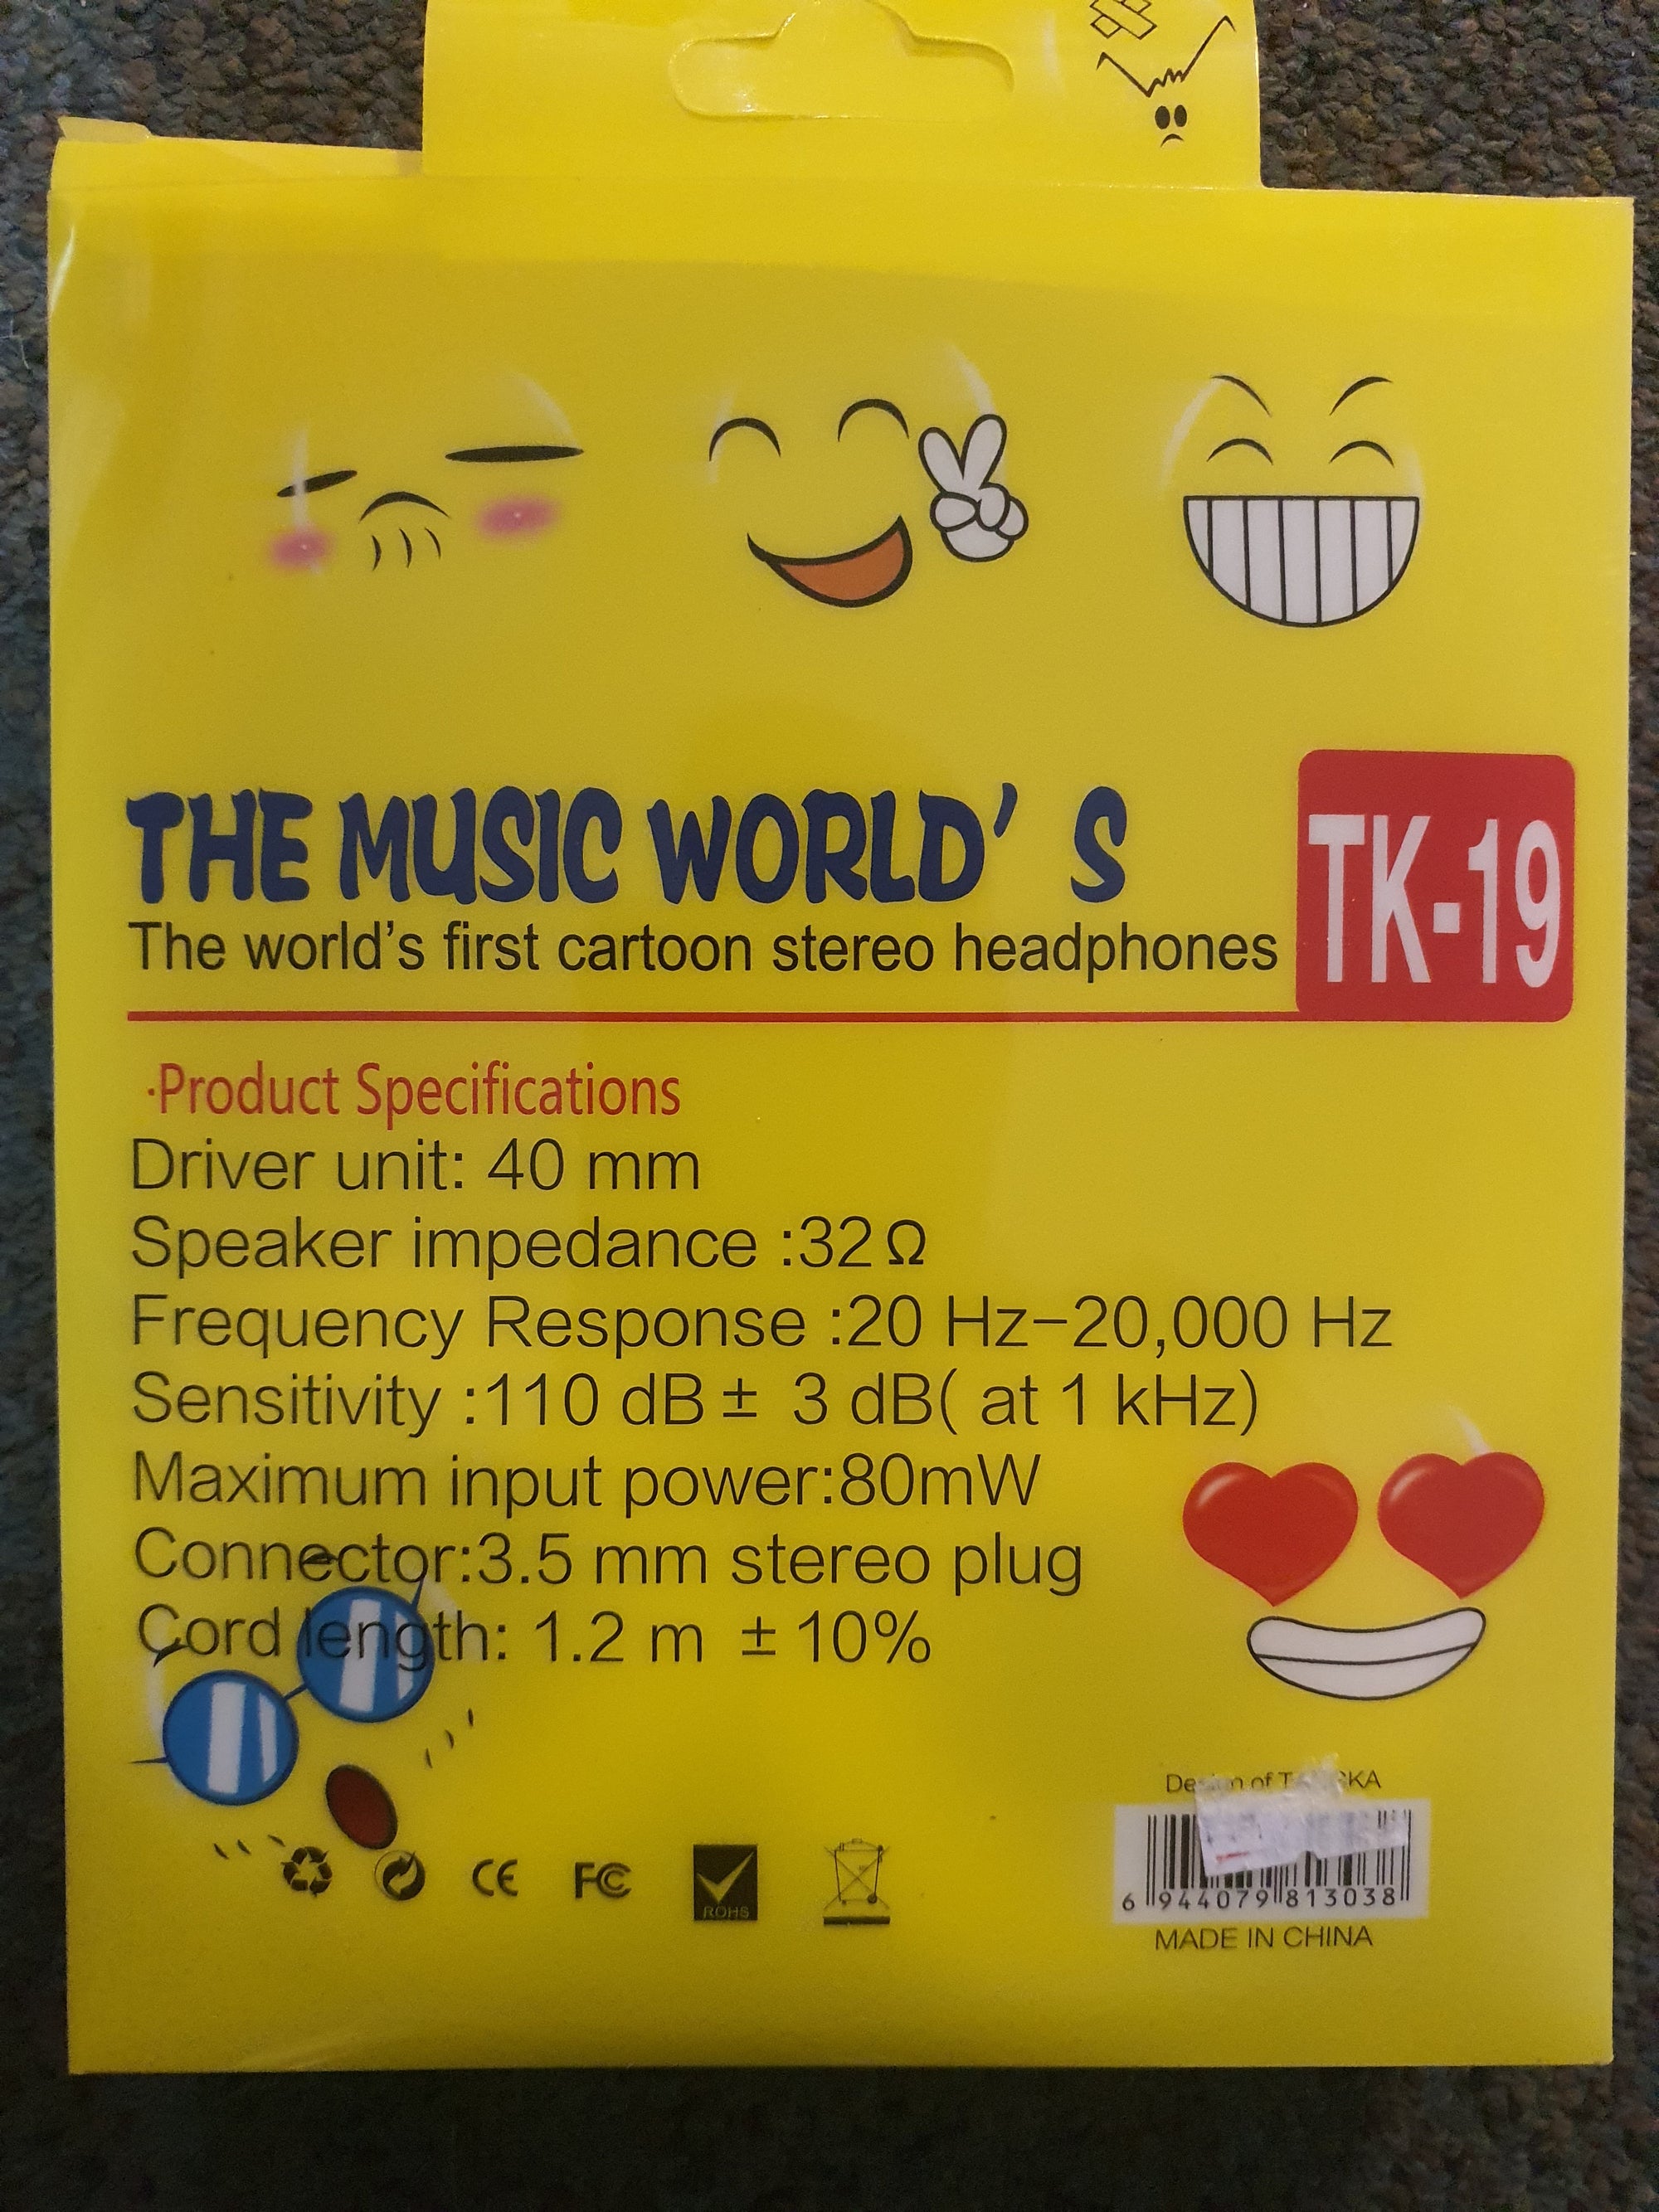 THE MUSIC WORLD' S
The world's first cartoon stereo headphones
TK-19
·Product Specifications
Driver unit: 40 mm
Speaker impedance :32Ω
Frequency Response :20 Hz–20,000 Hz
Sensitivity :110 dB± 3 dB( at 1 kHz)
Maximum input power:80mW
Connector:3.5 mm stereo plug
Cord length: 1.2 m ±10%
Design of
CE FC ROHS
6 944079 813038
MADE IN CHINA